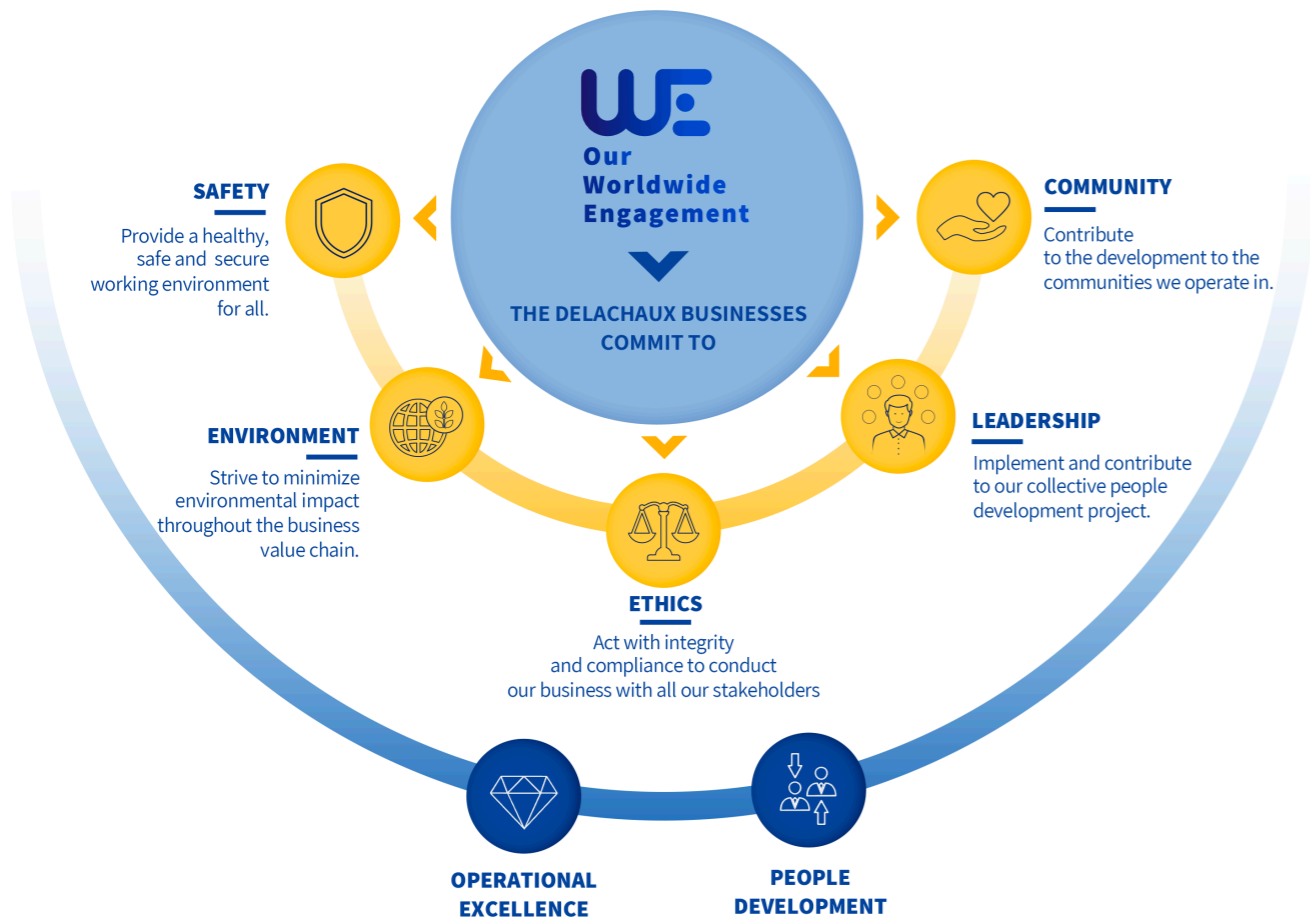 WE
Our
Worldwide
Engagement
THE DELACHAUX BUSINESSES
COMMIT TO
SAFETY
Provide a healthy,
safe and secure
working environment
for all.
ENVIRONMENT
Strive to minimize
environmental impact
throughout the business
value chain.
ETHICS
Act with integrity
and compliance to conduct
our business with all our stakeholders
LEADERSHIP
Implement and contribute
to our collective people
development project.
COMMUNITY
Contribute
to the development to the
communities we operate in.
OPERATIONAL
EXCELLENCE
PEOPLE
DEVELOPMENT